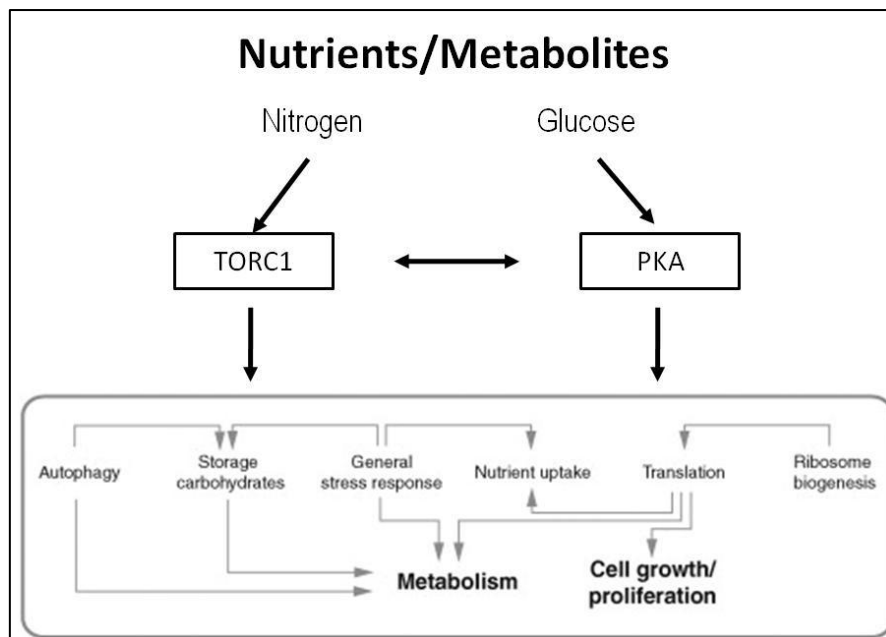 Nutrients/Metabolites
Nitrogen
Glucose
TORC1
PKA
Autophagy
Storage
carbohydrates
General
stress response
Nutrient uptake
Translation
Ribosome
biogenesis
Metabolism
Cell growth/
proliferation